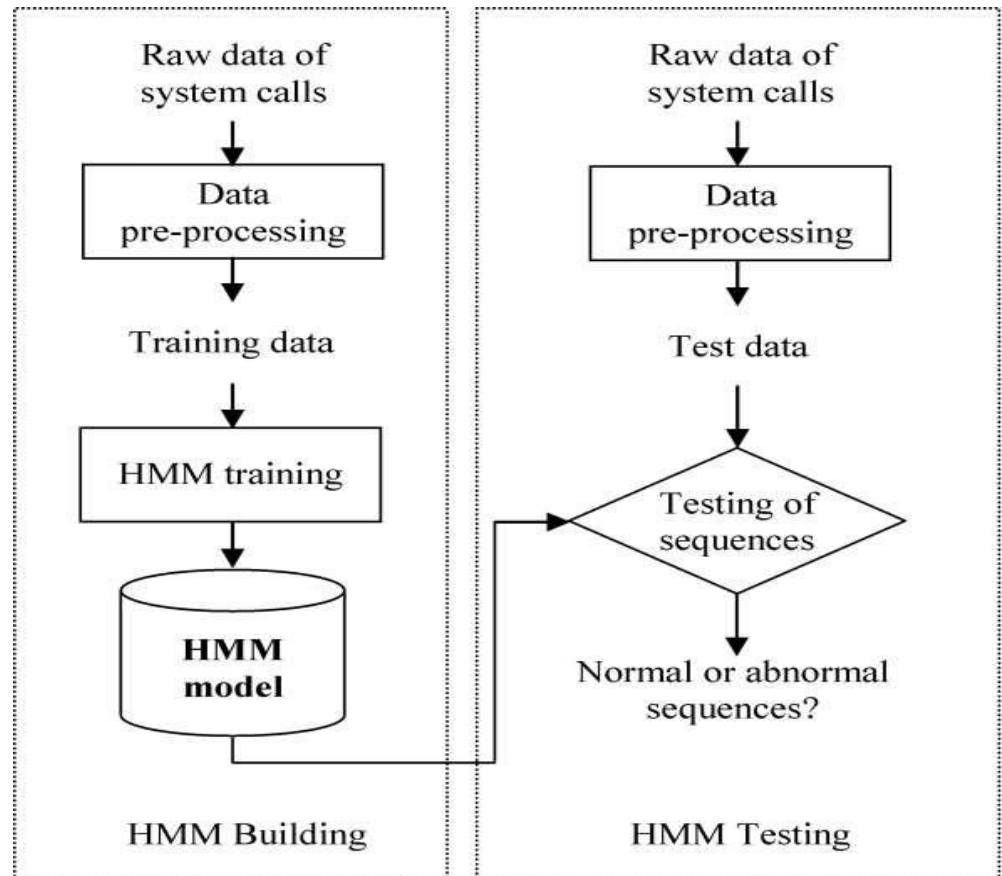 Raw data of
system calls
Data
pre-processing
Training data
HMM training
HMM
model
HMM Building
Raw data of
system calls
Data
pre-processing
Test data
Testing of
sequences
Normal or abnormal
sequences?
HMM Testing